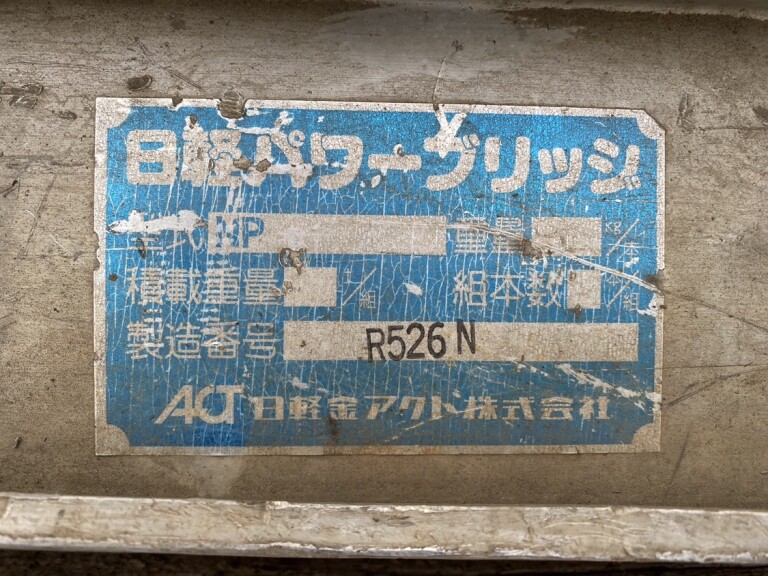 日軽パワーブリッジ
型式 NP 重量 KG/本
積載重量 /組 組本数 本/組
製造番号 R526 N
ACT 日軽金アクト株式会社